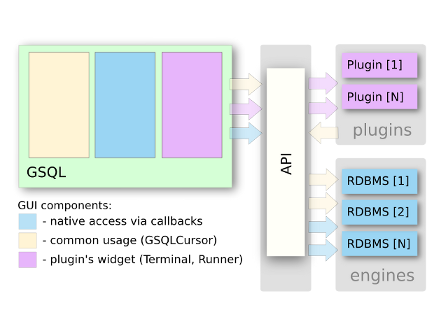 GSQL
API
Plugin [1]
Plugin [N]
plugins
RDBMS [1]
RDBMS [2]
RDBMS [N]
engines
GUI components:
- native access via callbacks
- common usage (GSQLCursor)
- plugin's widget (Terminal, Runner)